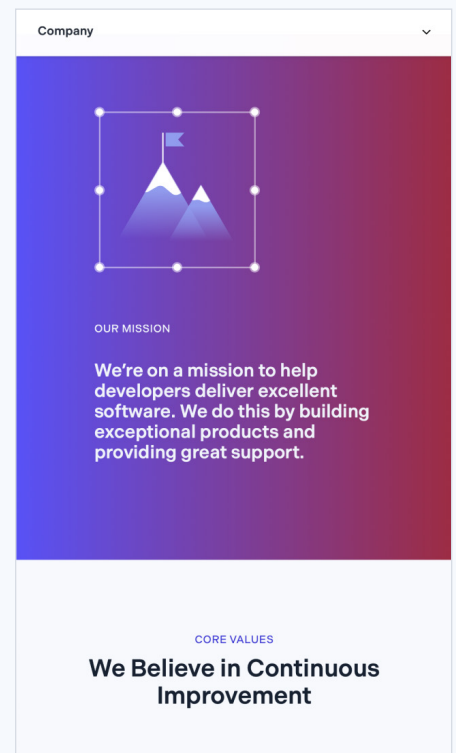 Company
OUR MISSION
We’re on a mission to help
developers deliver excellent
software. We do this by building
exceptional products and
providing great support.
CORE VALUES
We Believe in Continuous
Improvement